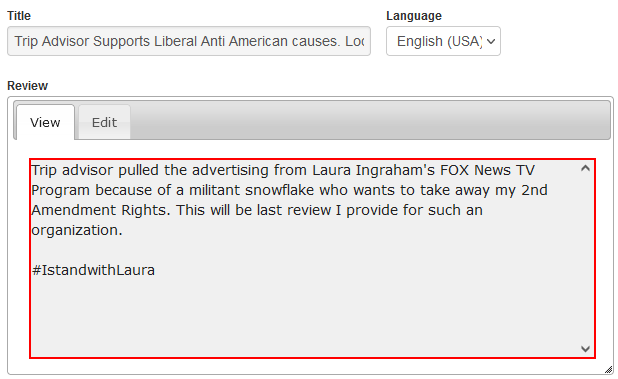 Title
Language
Trip Advisor Supports Liberal Anti American causes. Loo
English (USA)
Review
View
Edit
Trip advisor pulled the advertising from Laura Ingraham's FOX News TV
Program because of a militant snowflake who wants to take away my 2nd
Amendment Rights. This will be last review I provide for such an
organization.
#IstandwithLaura